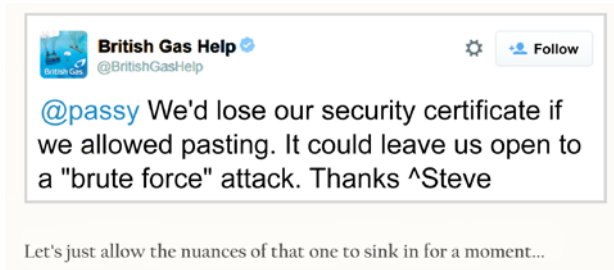 British Gas Help
@BritishGasHelp
Follow
British Gas
@passy We'd lose our security certificate if
we allowed pasting. It could leave us open to
a "brute force" attack. Thanks ^Steve
Let's just allow the nuances of that one to sink in for a moment...